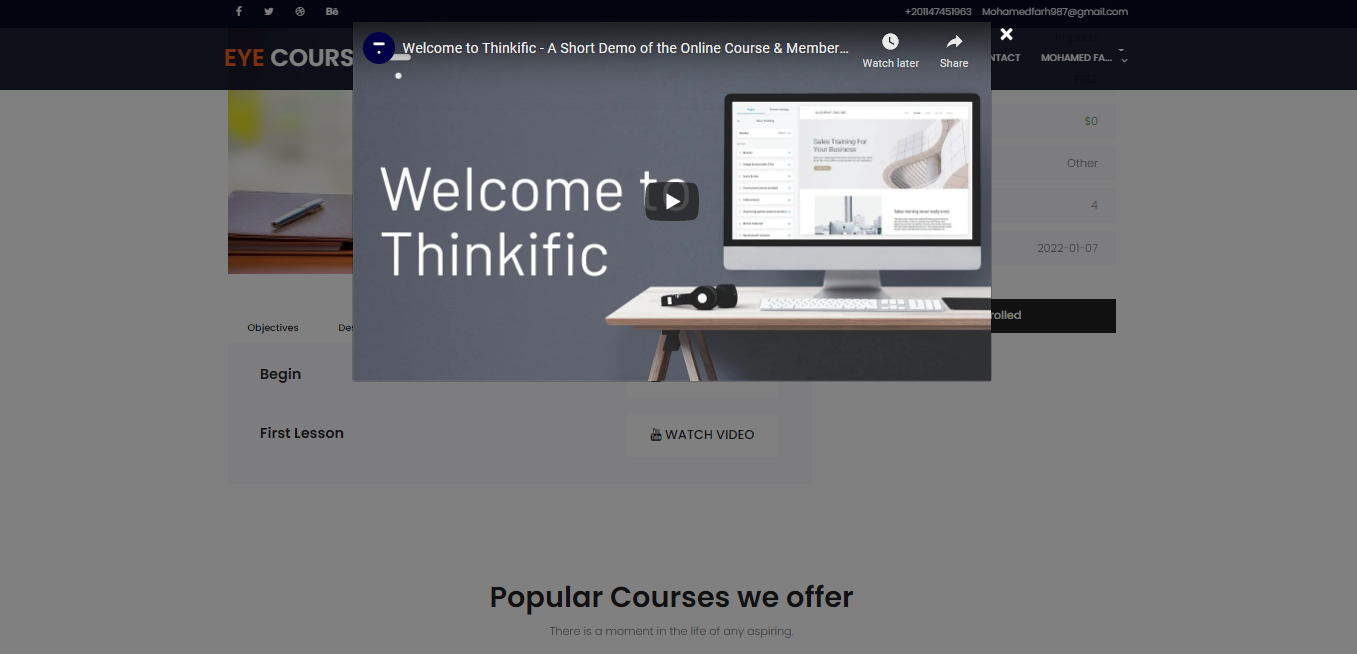 +201147451963 Mohamedfarh987@gmail.com
EYE COURS
NTACT MOHAMED FA...
Welcome to Thinkific - A Short Demo of the Online Course & Member...
Watch later Share
Welcome to
Thinkific
Sales Training For
Your Business
$0
Other
4
2022-01-07
rolled
Objectives Des
Begin
First Lesson
WATCH VIDEO
Popular Courses we offer
There is a moment in the life of any aspiring.